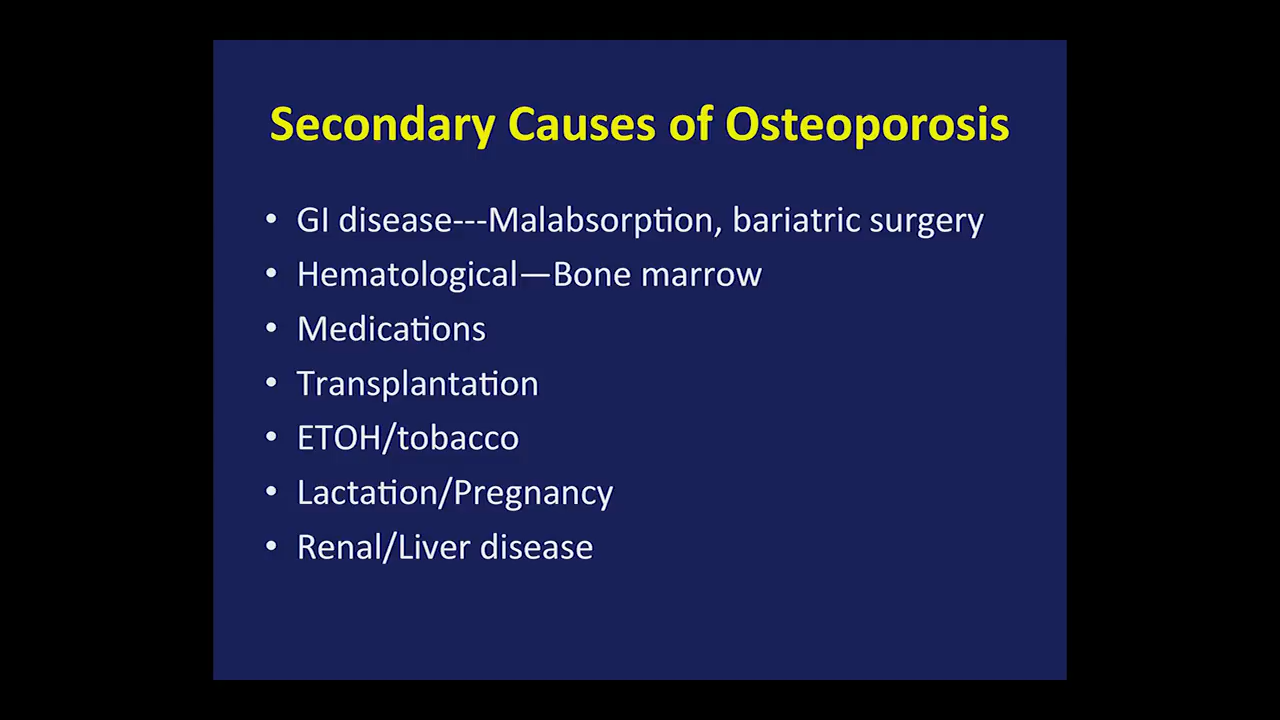 Secondary Causes of Osteoporosis
• GI disease---Malabsorption, bariatric surgery
• Hematological—Bone marrow
• Medications
• Transplantation
• ETOH/tobacco
• Lactation/Pregnancy
• Renal/Liver disease